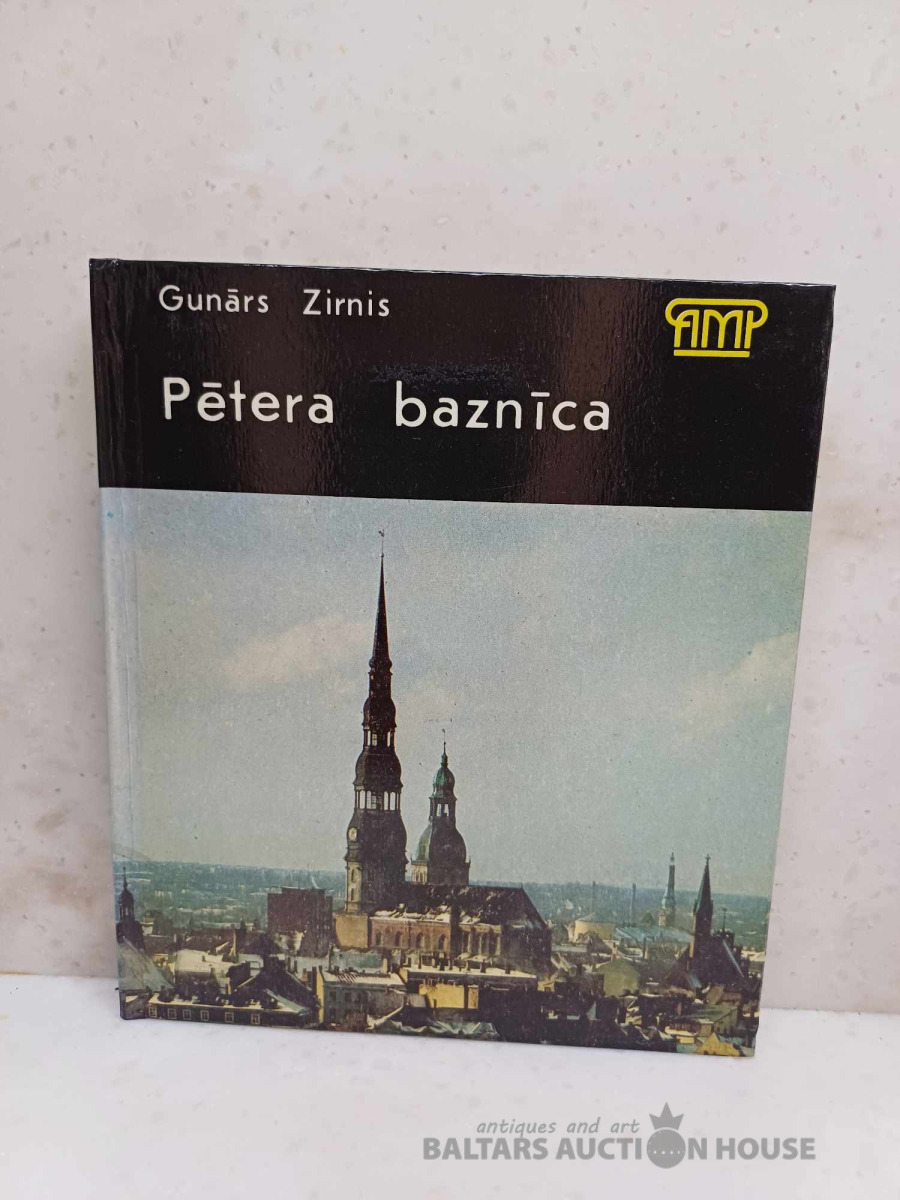 Gunārs Zirnis
AMP
Pētera baznīca
antiques and art
BALTARS AUCTION HOUSE